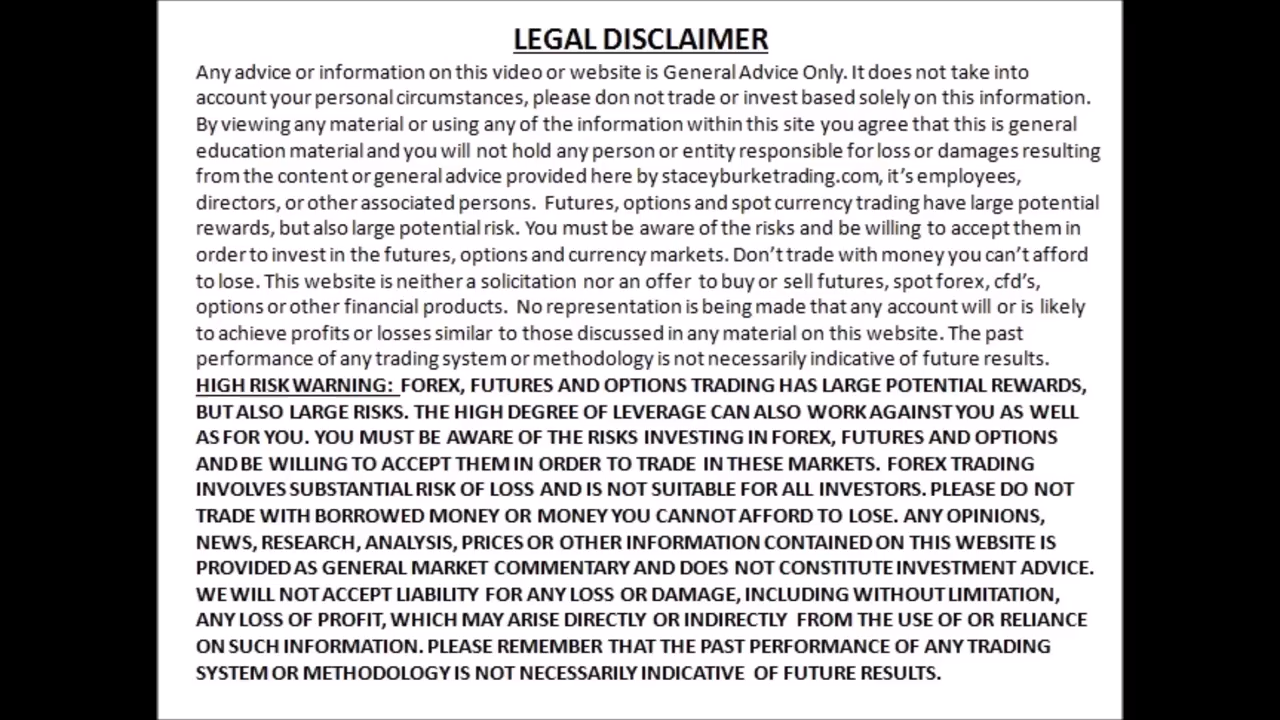 LEGAL DISCLAIMER
Any advice or information on this video or website is General Advice Only. It does not take into
account your personal circumstances, please don not trade or invest based solely on this information.
By viewing any material or using any of the information within this site you agree that this is general
education material and you will not hold any person or entity responsible for loss or damages resulting
from the content or general advice provided here by staceyburketrading.com, it’s employees,
directors, or other associated persons. Futures, options and spot currency trading have large potential
rewards, but also large potential risk. You must be aware of the risks and be willing to accept them in
order to invest in the futures, options and currency markets. Don’t trade with money you can’t afford
to lose. This website is neither a solicitation nor an offer to buy or sell futures, spot forex, cfd’s,
options or other financial products. No representation is being made that any account will or is likely
to achieve profits or losses similar to those discussed in any material on this website. The past
performance of any trading system or methodology is not necessarily indicative of future results.
HIGH RISK WARNING: FOREX, FUTURES AND OPTIONS TRADING HAS LARGE POTENTIAL REWARDS,
BUT ALSO LARGE RISKS. THE HIGH DEGREE OF LEVERAGE CAN ALSO WORK AGAINST YOU AS WELL
AS FOR YOU. YOU MUST BE AWARE OF THE RISKS INVESTING IN FOREX, FUTURES AND OPTIONS
AND BE WILLING TO ACCEPT THEM IN ORDER TO TRADE IN THESE MARKETS. FOREX TRADING
INVOLVES SUBSTANTIAL RISK OF LOSS AND IS NOT SUITABLE FOR ALL INVESTORS. PLEASE DO NOT
TRADE WITH BORROWED MONEY OR MONEY YOU CANNOT AFFORD TO LOSE. ANY OPINIONS,
NEWS, RESEARCH, ANALYSIS, PRICES OR OTHER INFORMATION CONTAINED ON THIS WEBSITE IS
PROVIDED AS GENERAL MARKET COMMENTARY AND DOES NOT CONSTITUTE INVESTMENT ADVICE.
WE WILL NOT ACCEPT LIABILITY FOR ANY LOSS OR DAMAGE, INCLUDING WITHOUT LIMITATION,
ANY LOSS OF PROFIT, WHICH MAY ARISE DIRECTLY OR INDIRECTLY FROM THE USE OF OR RELIANCE
ON SUCH INFORMATION. PLEASE REMEMBER THAT THE PAST PERFORMANCE OF ANY TRADING
SYSTEM OR METHODOLOGY IS NOT NECESSARILY INDICATIVE OF FUTURE RESULTS.